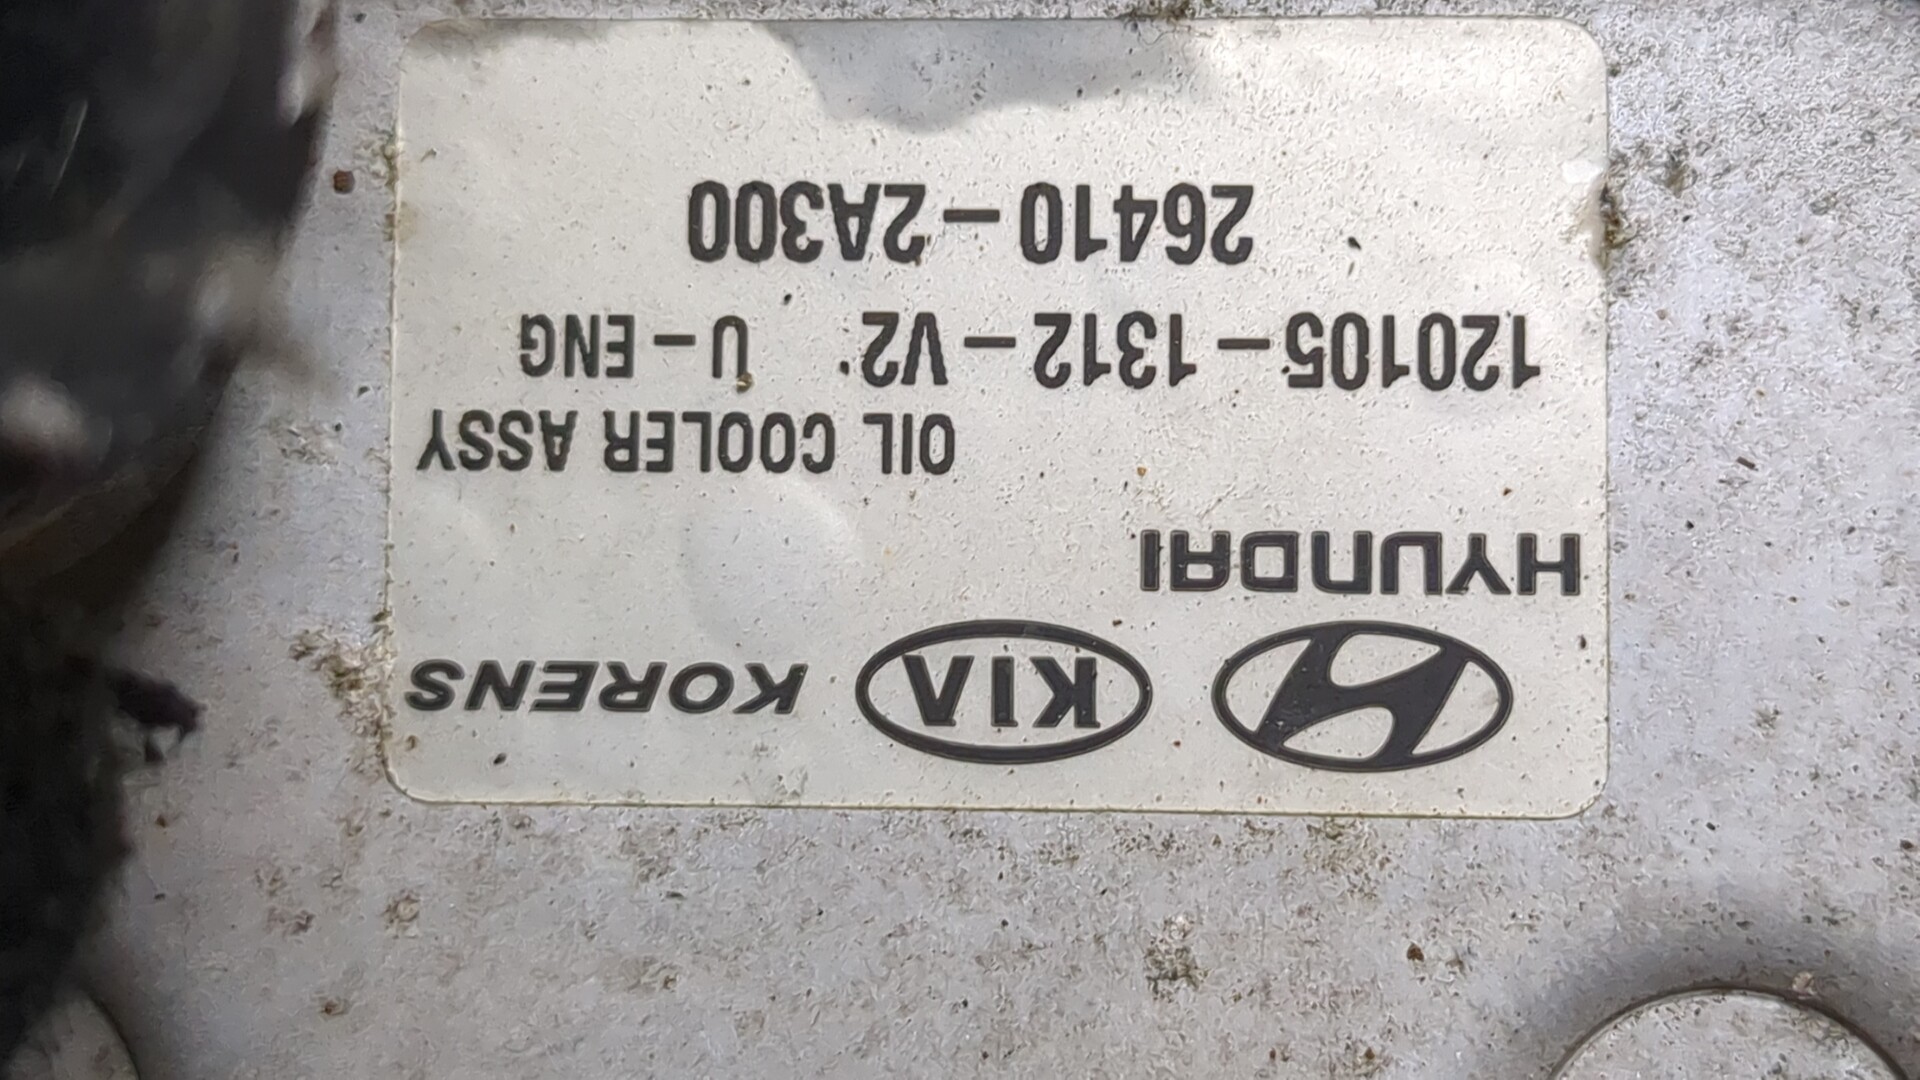 KIA KORENS
HYUNDAI
OIL COOLER ASSY
120105-1312-V2 U-ENG
26410-2A300